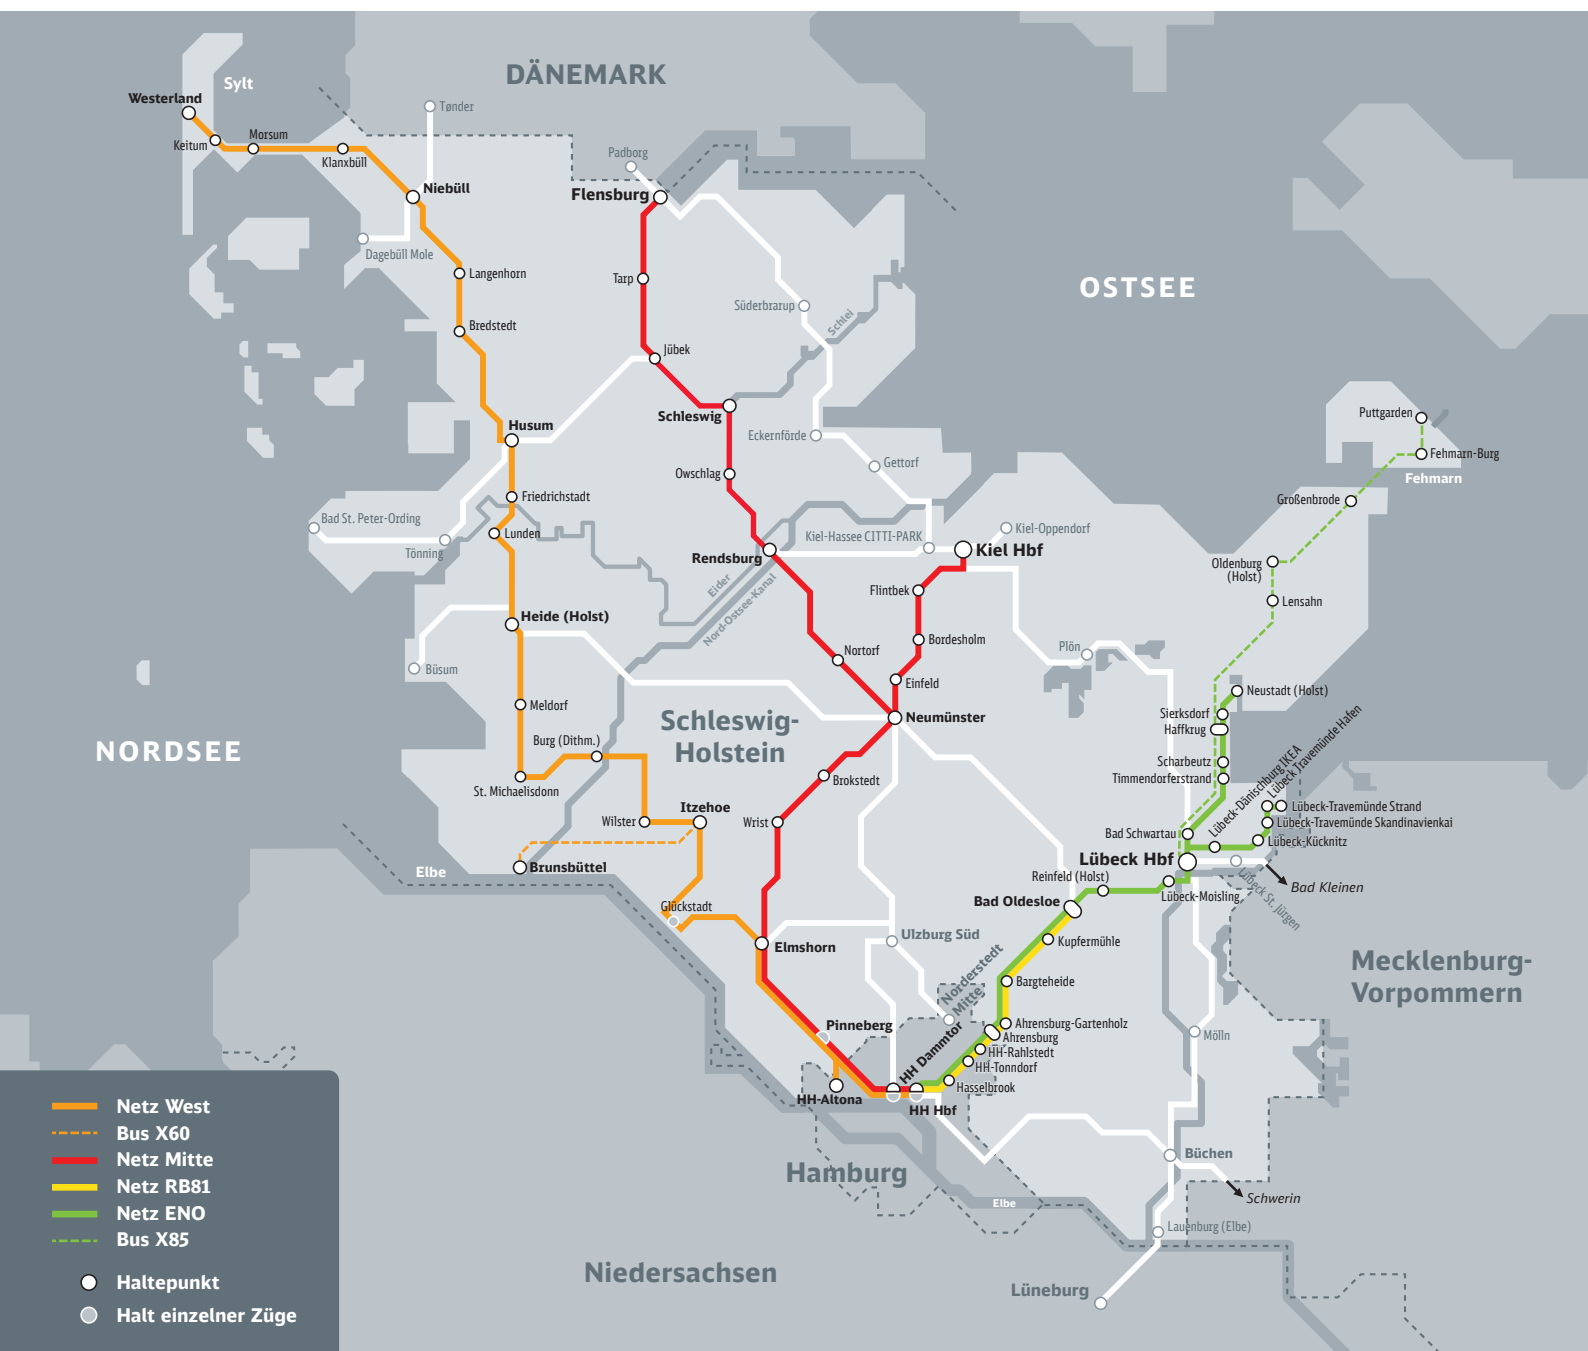 DÄNEMARK
Sylt
Westerland
Tønder
Keitum
Morsum
Klanxbüll
Padborg
Niebüll
Flensburg
Dagebüll Mole
Langenhorn
Tarp
OSTSEE
Süderbrarup
Schlei
Bredstedt
Jübek
Husum
Schleswig
Eckernförde
Gettorf
Puttgarden
Fehmarn-Burg
Fehmarn
Owschlag
Friedrichstadt
Großenbrode
Bad St. Peter-Ording
Lunden
Tönning
Kiel-Hassee CITTI-PARK
Kiel-Oppendorf
Rendsburg
Kiel Hbf
Eider
Nord-Ostsee-Kanal
Flintbek
Oldenburg
(Holst)
Lensahn
Heide (Holst)
Bordesholm
Büsum
Nortorf
Plön
Einfeld
Neustadt (Holst)
Meldorf
Schleswig-
Holstein
Neumünster
Sierksdorf
Haffkrug
NORDSEE
Burg (Dithm.)
Scharbeutz
Timmendorferstrand
Lübeck-Dänischburg IKEA
Lübeck Travemünde Hafen
St. Michaelisdonn
Brokstedt
Itzehoe
Wilster
Wrist
Lübeck-Travemünde Strand
Lübeck-Travemünde Skandinavienkai
Bad Schwartau
Lübeck-Kücknitz
Brunsbüttel
Elbe
Lübeck Hbf
Reinfeld (Holst)
Lübeck-Moisling
Lübeck St. Jürgen
Bad Kleinen
Glückstadt
Bad Oldesloe
Elmshorn
Ulzburg Süd
Kupfermühle
Norderstedt
Mitte
Bargteheide
Mecklenburg-
Vorpommern
Pinneberg
HH Dammtor
Ahrensburg-Gartenholz
Ahrensburg
HH-Rahlstedt
HH-Tonndorf
Hasselbrook
Mölln
HH-Altona
HH Hbf
Büchen
Hamburg
Schwerin
Elbe
Lauenburg (Elbe)
Niedersachsen
Lüneburg
Netz West
Bus X60
Netz Mitte
Netz RB81
Netz ENO
Bus X85
Haltepunkt
Halt einzelner Züge